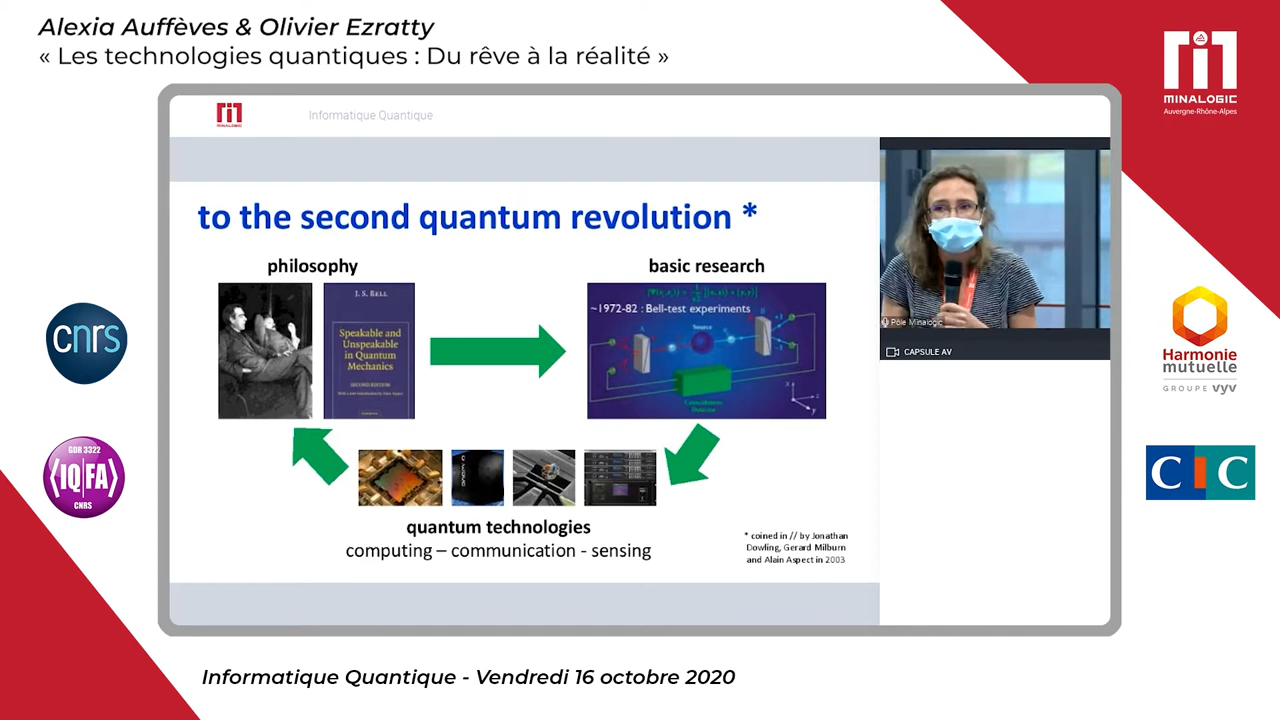 Alexia Auffèves & Olivier Ezratty
« Les technologies quantiques : Du rêve à la réalité »
MINALOGIC
Auvergne-Rhône-Alpes
MINALOGIC
Informatique Quantique
to the second quantum revolution *
philosophy
basic research
J. S. BELL
Speakable and
Unspeakable
in Quantum
Mechanics
SECOND EDITION
~1972-82 : Bell-test experiments
Source
Coincidence
Detector
quantum technologies
computing – communication - sensing
* coined in // by Jonathan
Dowling, Gerard Milburn
and Alain Aspect in 2003
Pôle Minalogic
CAPSULE AV
cnrs
GDR 3322
IQFA
CNRS
Harmonie
mutuelle
GROUPE vyv
CIC
Informatique Quantique - Vendredi 16 octobre 2020